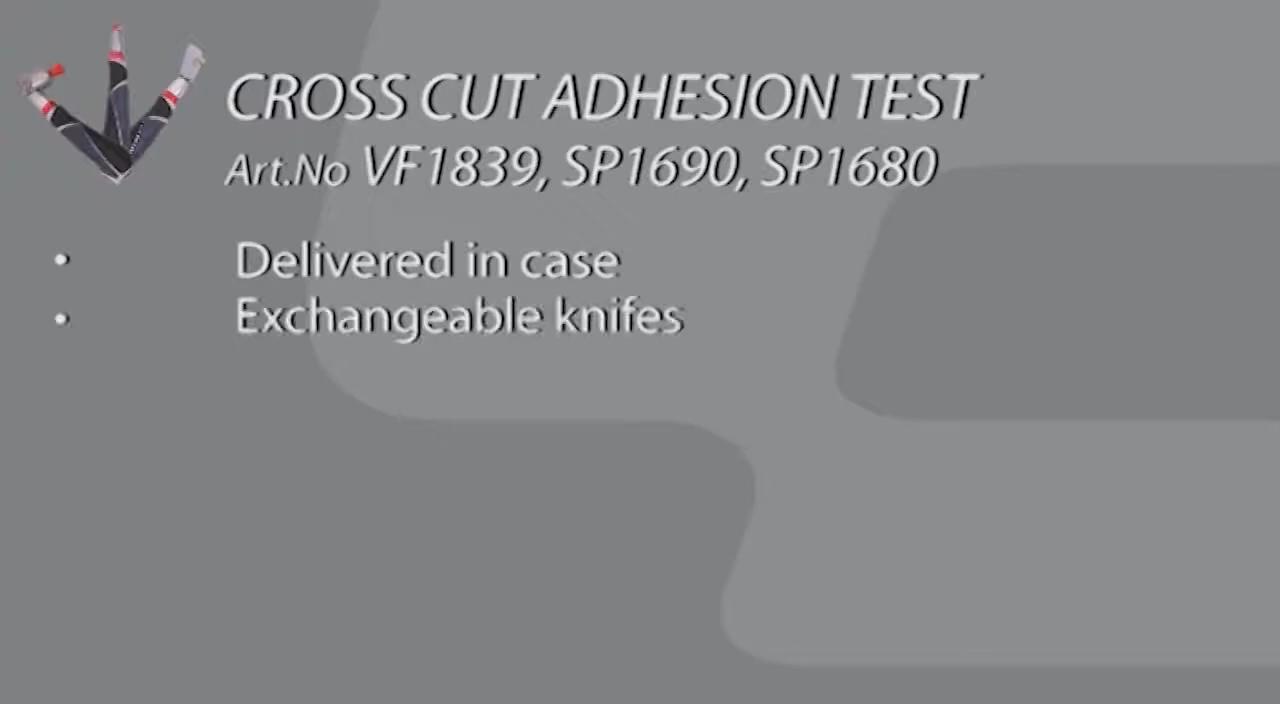 CROSS CUT ADHESION TEST
Art.No VF1839, SP1690, SP1680
• Delivered in case
• Exchangeable knifes